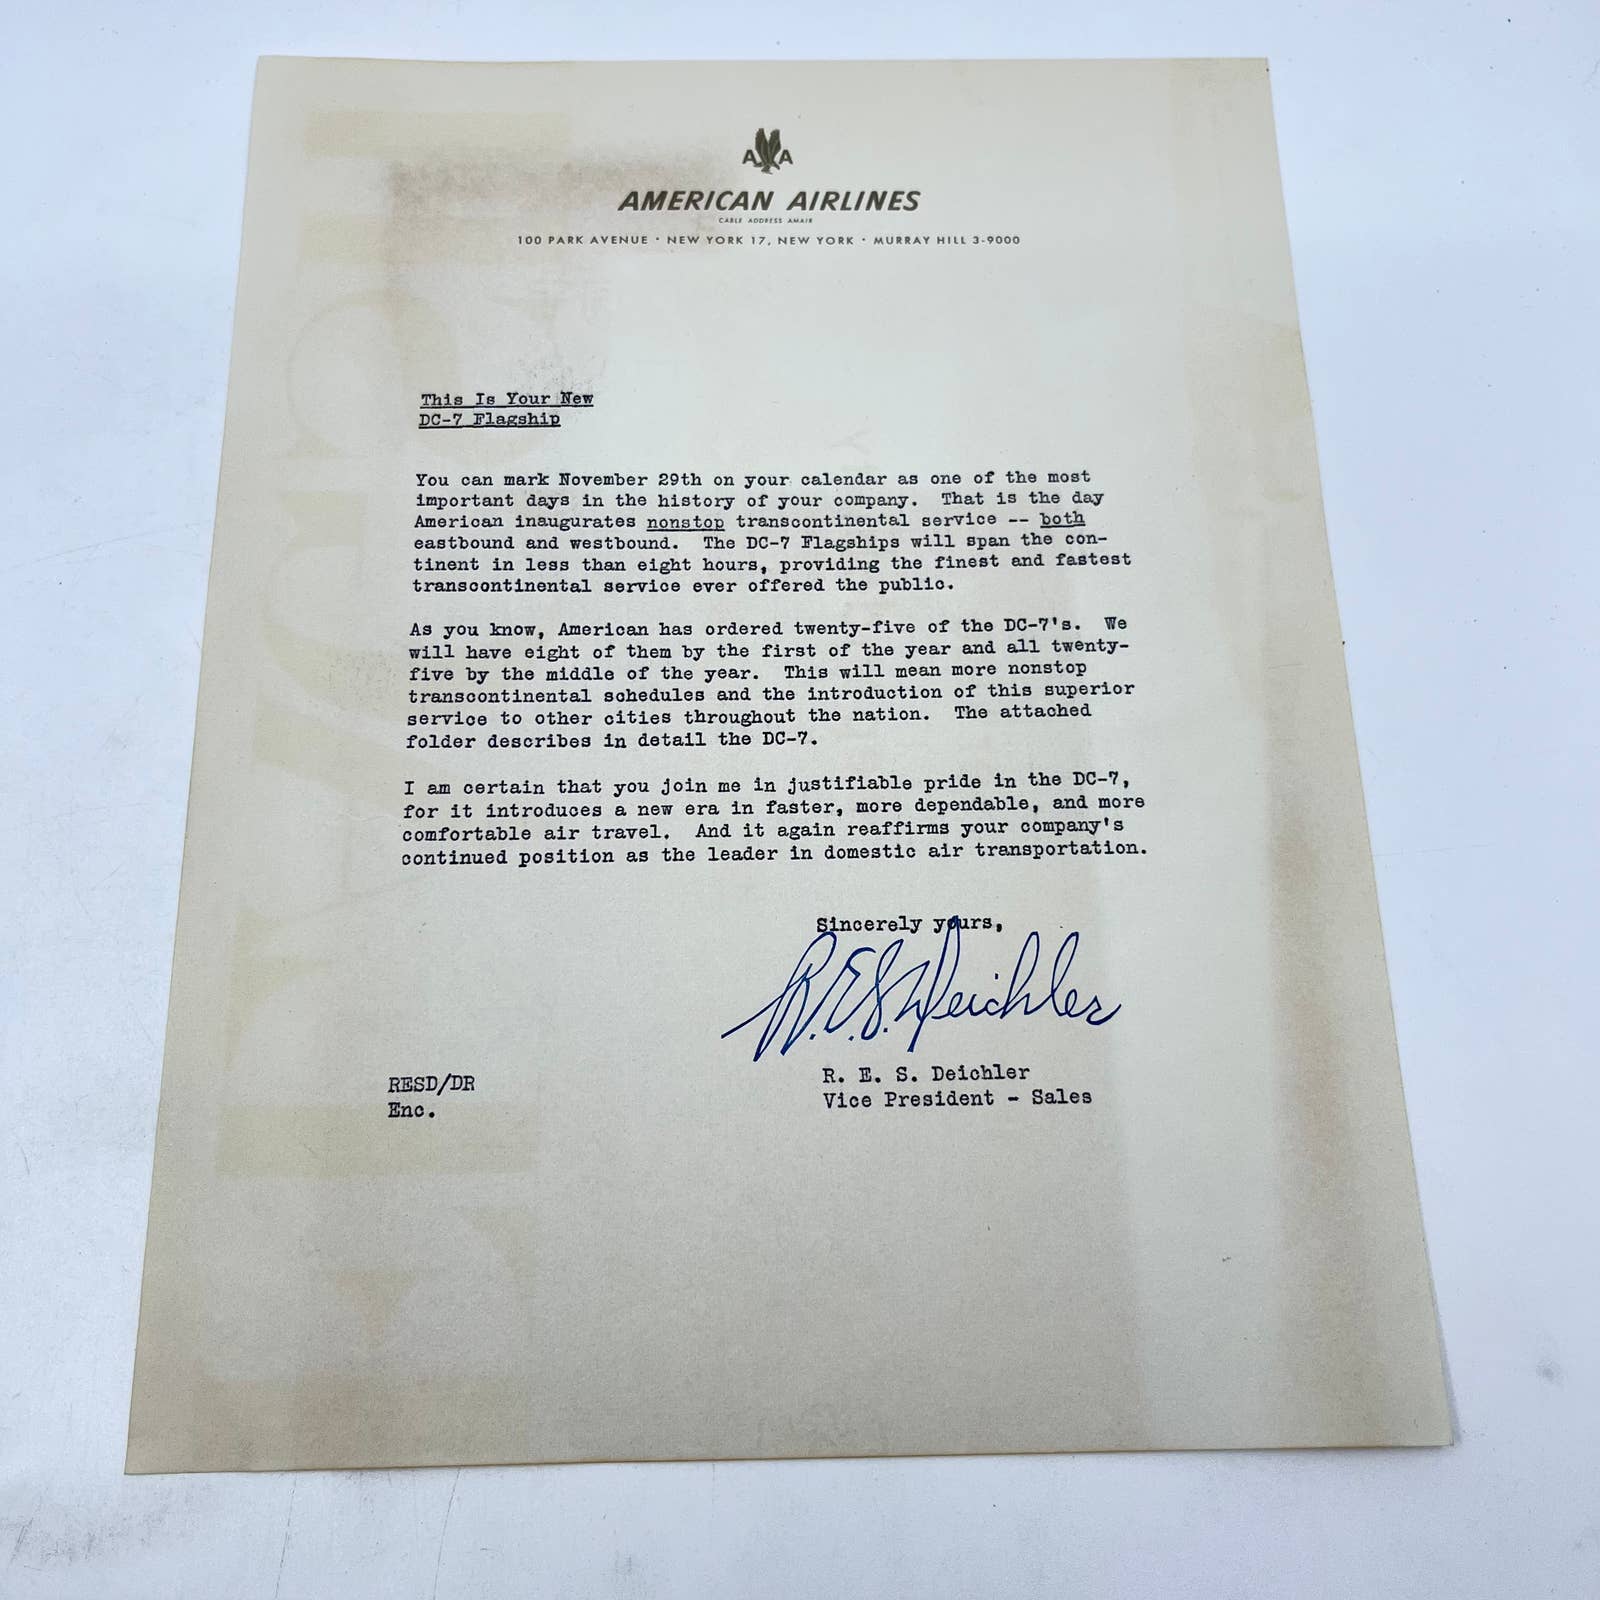 A A
AMERICAN AIRLINES
CABLE ADDRESS AMAIR
100 PARK AVENUE · NEW YORK 17, NEW YORK · MURRAY HILL 3-9000
This Is Your New
DC-7 Flagship
You can mark November 29th on your calendar as one of the most
important days in the history of your company. That is the day
American inaugurates nonstop transcontinental service -- both
eastbound and westbound. The DC-7 Flagships will span the con-
tinent in less than eight hours, providing the finest and fastest
transcontinental service ever offered the public.
As you know, American has ordered twenty-five of the DC-7's. We
will have eight of them by the first of the year and all twenty-
five by the middle of the year. This will mean more nonstop
transcontinental schedules and the introduction of this superior
service to other cities throughout the nation. The attached
folder describes in detail the DC-7.
I am certain that you join me in justifiable pride in the DC-7,
for it introduces a new era in faster, more dependable, and more
comfortable air travel. And it again reaffirms your company's
continued position as the leader in domestic air transportation.
Sincerely yours,
R.E.S. Deichler
R. E. S. Deichler
Vice President - Sales
RESD/DR
Enc.